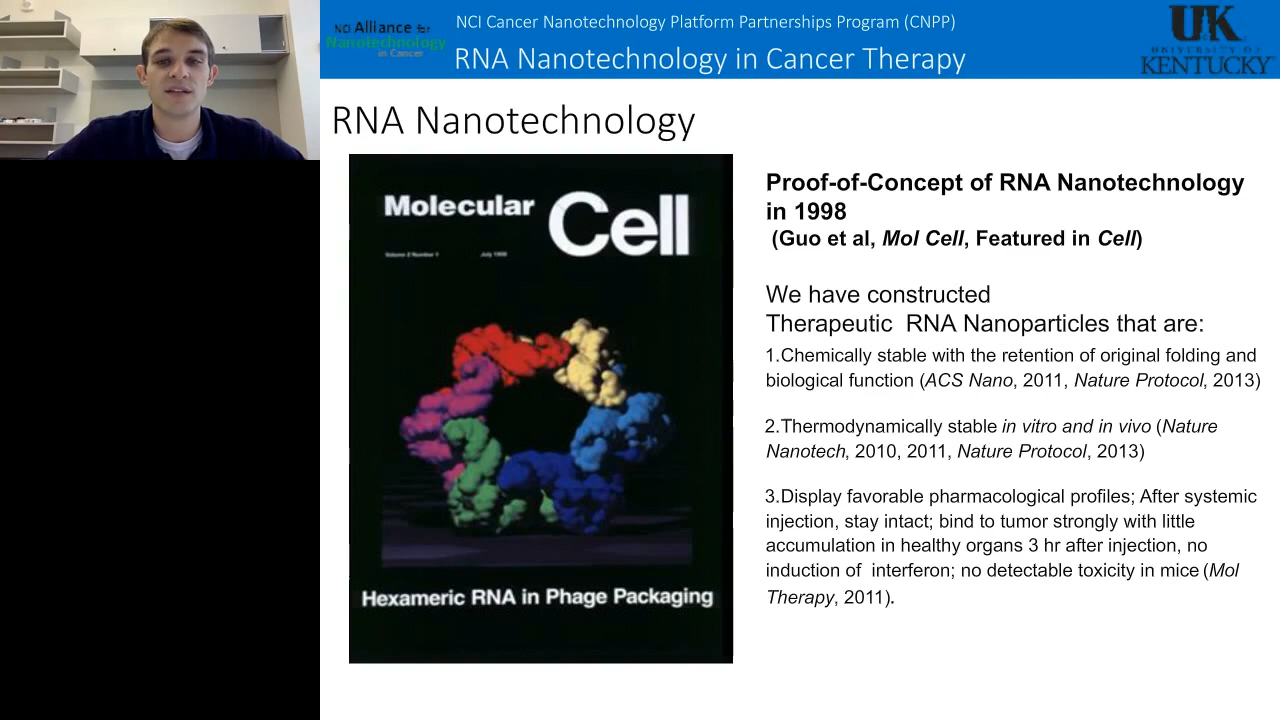 NCI Alliance for
Nanotechnology
in Cancer
NCI Cancer Nanotechnology Platform Partnerships Program (CNPP)
RNA Nanotechnology in Cancer Therapy
UK
UNIVERSITY OF
KENTUCKY
RNA Nanotechnology
Molecular Cell
Volume 2 Number 1 July 1998
Hexameric RNA in Phage Packaging
Proof-of-Concept of RNA Nanotechnology
in 1998
(Guo et al, Mol Cell, Featured in Cell)
We have constructed
Therapeutic RNA Nanoparticles that are:
1.Chemically stable with the retention of original folding and
biological function (ACS Nano, 2011, Nature Protocol, 2013)
2.Thermodynamically stable in vitro and in vivo (Nature
Nanotech, 2010, 2011, Nature Protocol, 2013)
3.Display favorable pharmacological profiles; After systemic
injection, stay intact; bind to tumor strongly with little
accumulation in healthy organs 3 hr after injection, no
induction of interferon; no detectable toxicity in mice (Mol
Therapy, 2011).